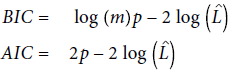 BIC = log (m)p − 2 log (L̂)
AIC = 2p − 2 log (L̂)